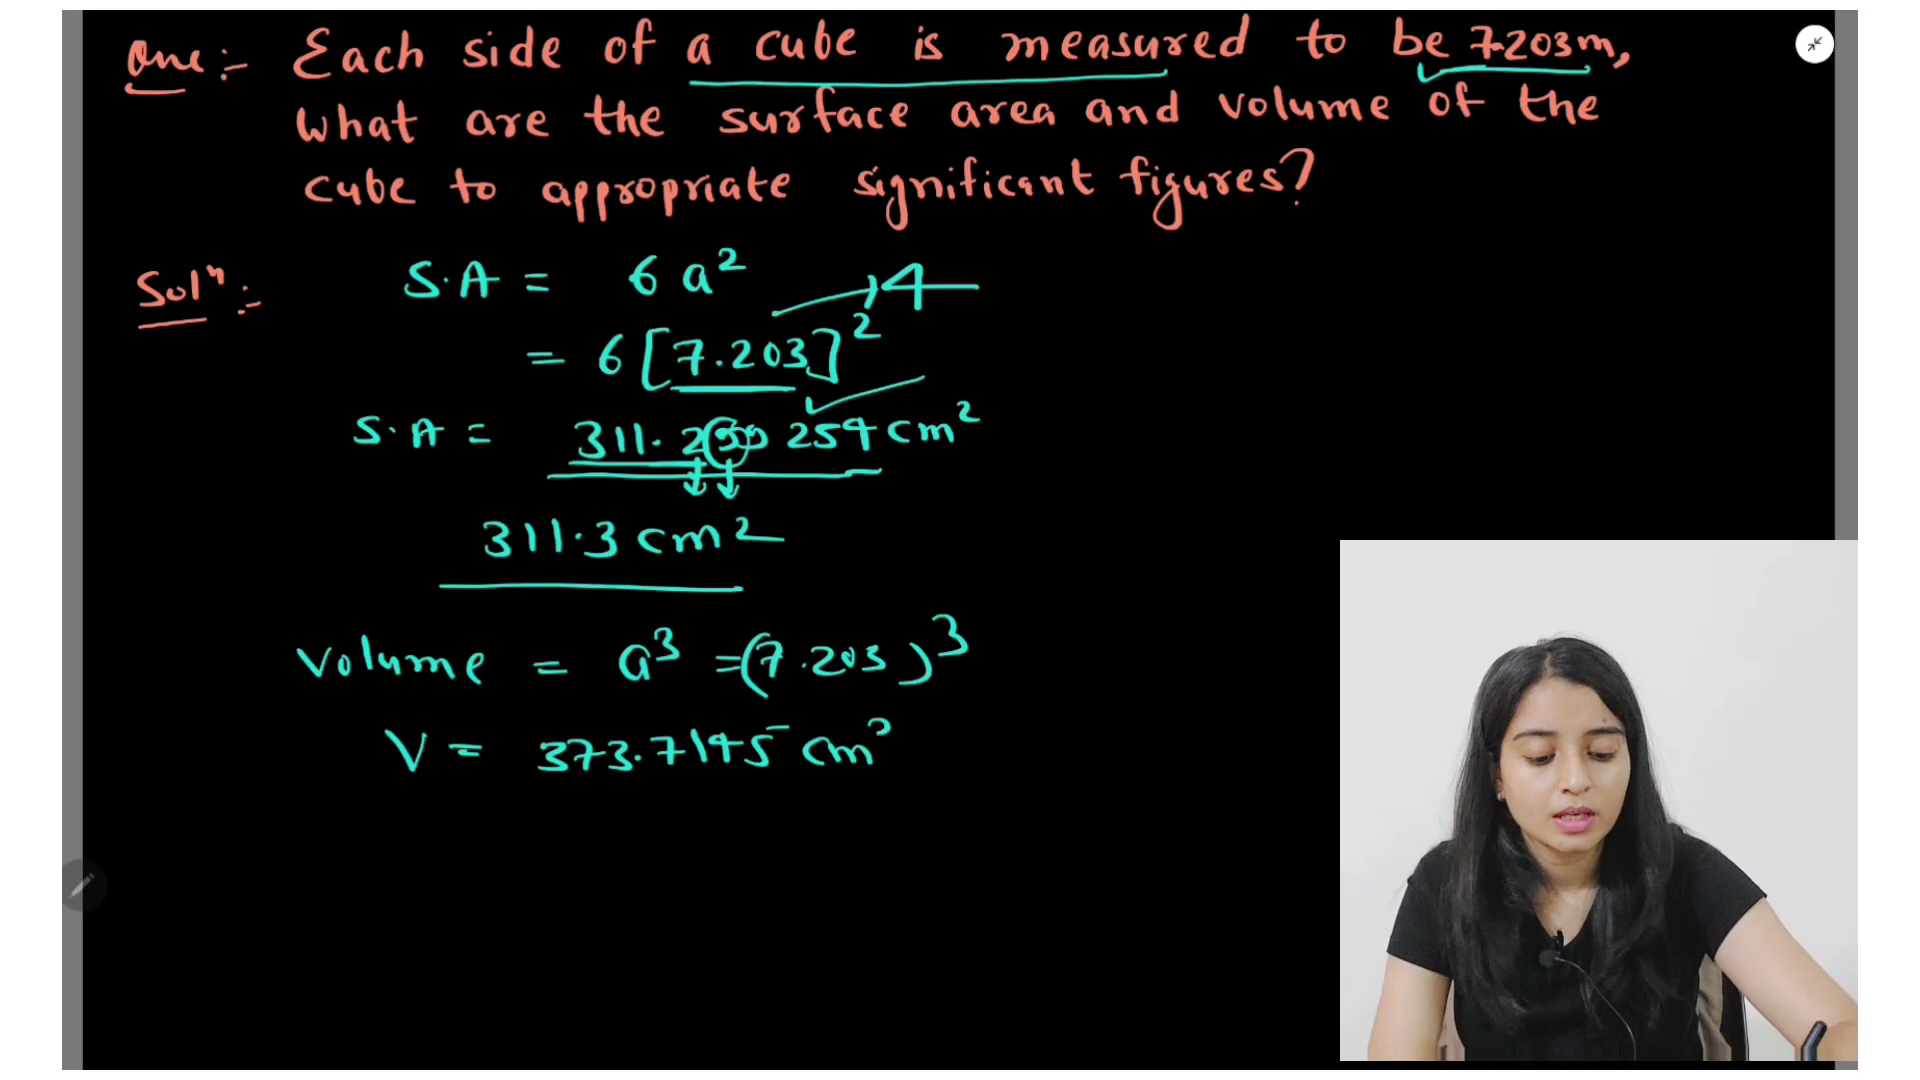 One:- Each side of a cube is measured to be 7.203m,
what are the surface area and volume of the
cube to appropriate significant figures?
Solⁿ:- S.A = 6 a²
→ 4
= 6 [7.203]²
S.A = 311.299 254 cm²
311.3 cm²
Volume = a³ = (7.203)³
V = 373.7145 cm³